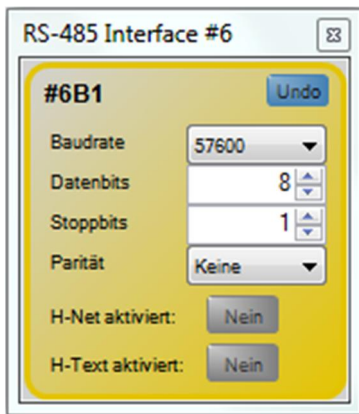 RS-485 Interface #6
#6B1 Undo
Baudrate 57600
Datenbits 8
Stoppbits 1
Parität Keine
H-Net aktiviert: Nein
H-Text aktiviert: Nein